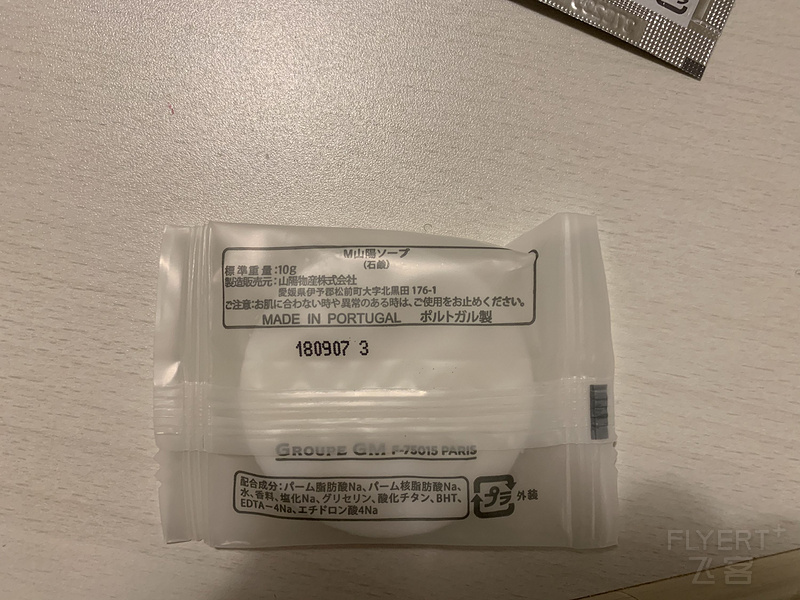 M山陽ソープ
(石鹸)
標準重量:10g
製造販売元:山陽物産株式会社
愛媛県伊予郡松前町大字北黒田 176-1
ご注意:お肌に合わない時や異常のある時は、ご使用をお止めください。
MADE IN PORTUGAL ポルトガル製
180907 3
GROUPE GM F-75015 PARIS
配合成分:パーム脂肪酸Na、パーム核脂肪酸Na、
水、香料、塩化Na、グリセリン、酸化チタン、BHT、
EDTA-4Na、エチドロン酸4Na
プラ 外装
FLYERT+
飞客